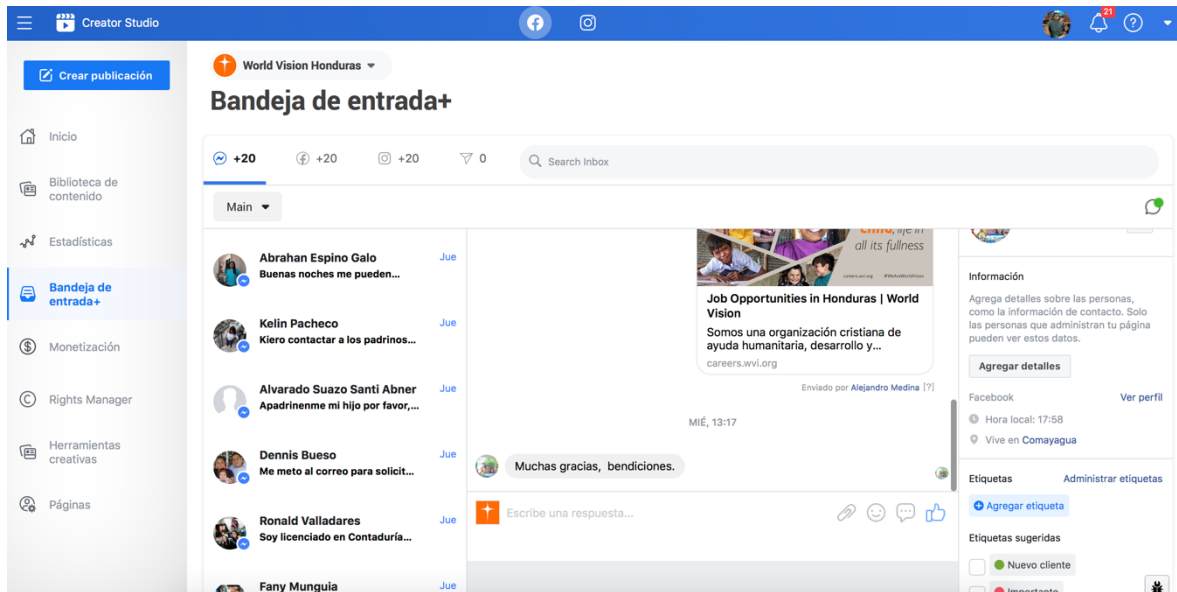 Creator Studio
21
Crear publicación
Inicio
Biblioteca de
contenido
Estadísticas
Bandeja de
entrada+
Monetización
Rights Manager
Herramientas
creativas
Páginas
World Vision Honduras
Bandeja de entrada+
+20
+20
+20
0
Search Inbox
Main
Abrahan Espino Galo
Jue
Buenas noches me pueden...
Kelin Pacheco
Jue
Kiero contactar a los padrinos...
Alvarado Suazo Santi Abner
Jue
Apadrinenme mi hijo por favor,...
Dennis Bueso
Jue
Me meto al correo para solicit...
Ronald Valladares
Jue
Soy licenciado en Contaduría...
Fany Munguia
Jue
child, life in
all its fullness
careers.wvi.org
Job Opportunities in Honduras | World
Vision
Somos una organización cristiana de
ayuda humanitaria, desarrollo y...
careers.wvi.org
Enviado por Alejandro Medina [?]
MIÉ, 13:17
Muchas gracias, bendiciones.
Escribe una respuesta...
Información
Agrega detalles sobre las personas,
como la información de contacto. Solo
las personas que administran tu página
pueden ver estos datos.
Agregar detalles
Facebook
Ver perfil
Hora local: 17:58
Vive en Comayagua
Etiquetas
Administrar etiquetas
Agregar etiqueta
Etiquetas sugeridas
Nuevo cliente
Importante